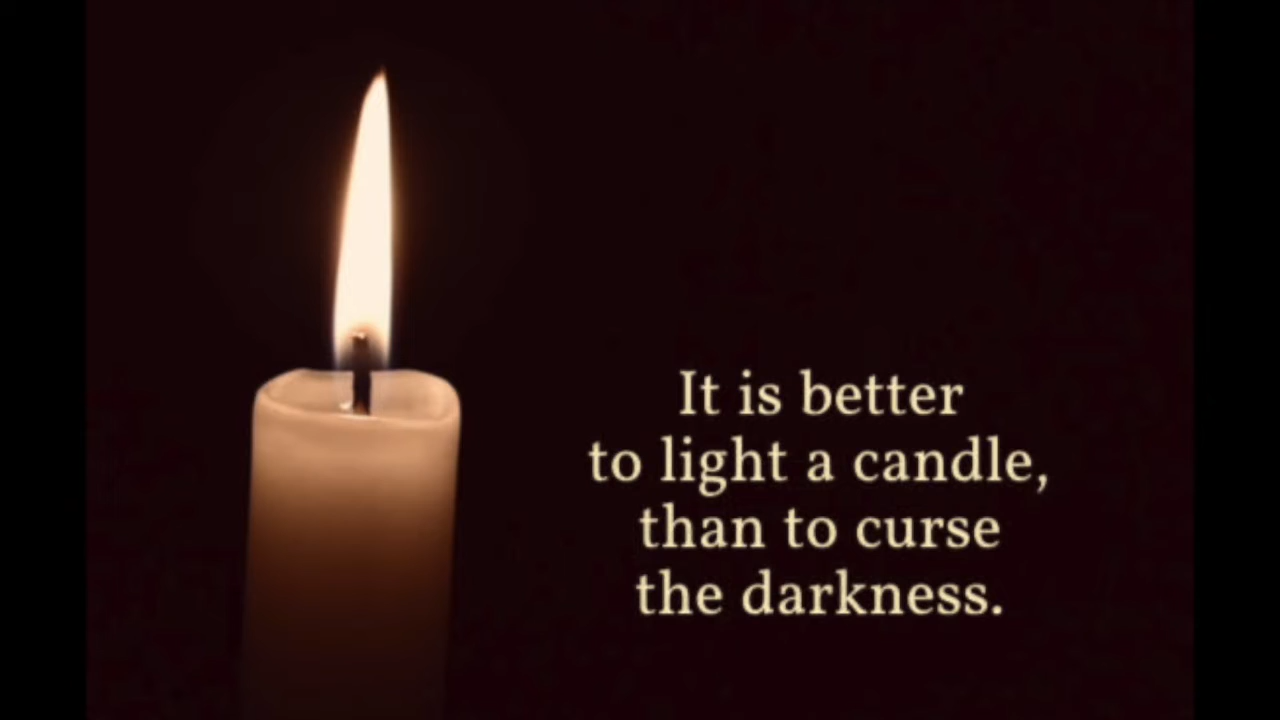 It is better
to light a candle,
than to curse
the darkness.